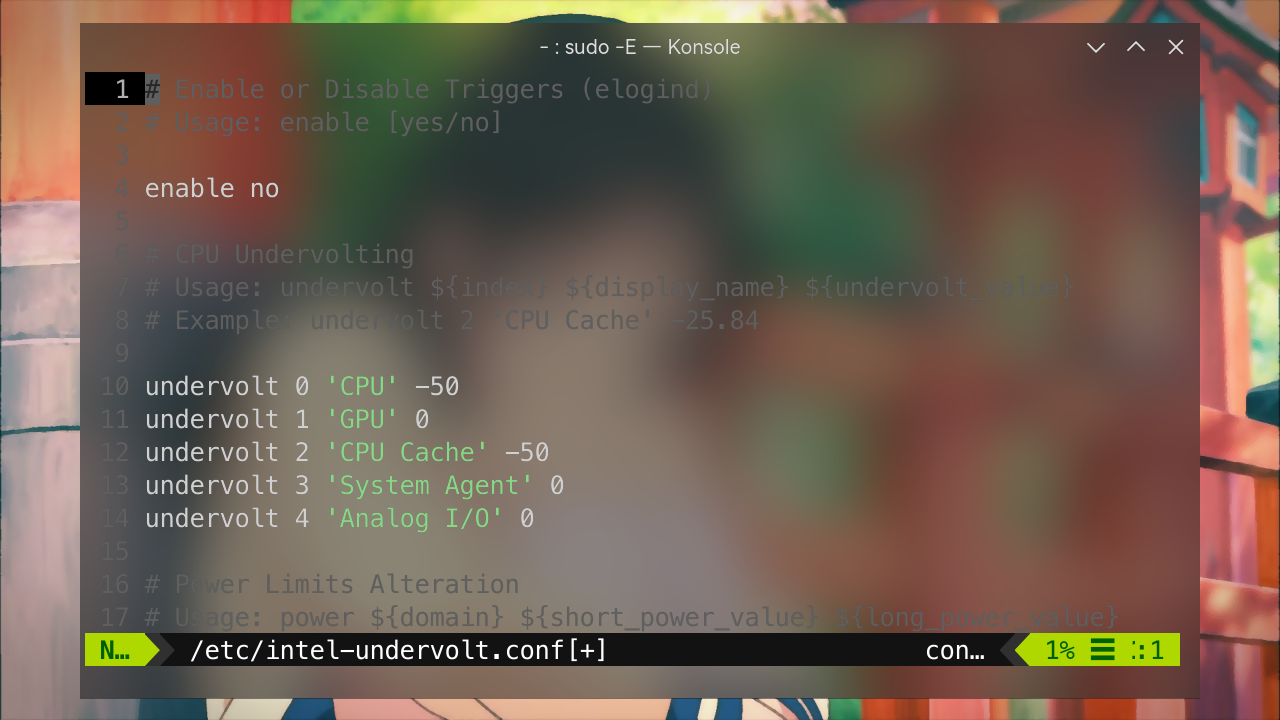 - : sudo -E — Konsole
1 # Enable or Disable Triggers (elogind)
2 # Usage: enable [yes/no]
3
4 enable no
5
6 # CPU Undervolting
7 # Usage: undervolt ${index} ${display_name} ${undervolt_value}
8 # Example: undervolt 2 'CPU Cache' -25.84
9
10 undervolt 0 'CPU' -50
11 undervolt 1 'GPU' 0
12 undervolt 2 'CPU Cache' -50
13 undervolt 3 'System Agent' 0
14 undervolt 4 'Analog I/O' 0
15
16 # Power Limits Alteration
17 # Usage: power ${domain} ${short_power_value} ${long_power_value}
N… /etc/intel-undervolt.conf[+] con… 1% ☰ :1